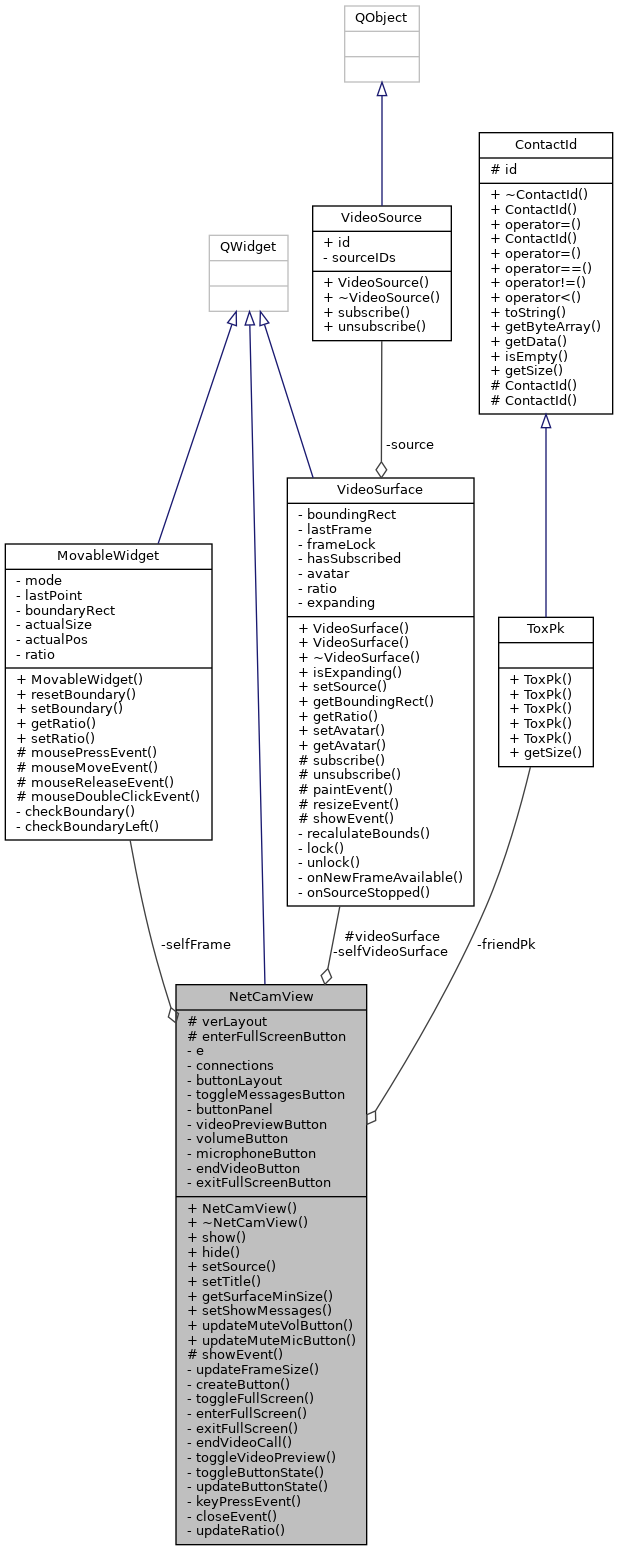 QObject
ContactId
# id
+ ~ContactId()
+ ContactId()
+ operator=()
+ ContactId()
+ operator=()
+ operator==()
+ operator!=()
+ operator<()
+ toString()
+ getByteArray()
+ getData()
+ isEmpty()
+ getSize()
# ContactId()
# ContactId()
VideoSource
+ id
- sourceIDs
+ VideoSource()
+ ~VideoSource()
+ subscribe()
+ unsubscribe()
QWidget
-source
VideoSurface
- boundingRect
- lastFrame
- frameLock
- hasSubscribed
- avatar
- ratio
- expanding
+ VideoSurface()
+ VideoSurface()
+ ~VideoSurface()
+ isExpanding()
+ setSource()
+ getBoundingRect()
+ getRatio()
+ setAvatar()
+ getAvatar()
# subscribe()
# unsubscribe()
# paintEvent()
# resizeEvent()
# showEvent()
- recalulateBounds()
- lock()
- unlock()
- onNewFrameAvailable()
- onSourceStopped()
MovableWidget
- mode
- lastPoint
- boundaryRect
- actualSize
- actualPos
- ratio
+ MovableWidget()
+ resetBoundary()
+ setBoundary()
+ getRatio()
+ setRatio()
# mousePressEvent()
# mouseMoveEvent()
# mouseReleaseEvent()
# mouseDoubleClickEvent()
- checkBoundary()
- checkBoundaryLeft()
ToxPk
+ ToxPk()
+ ToxPk()
+ ToxPk()
+ ToxPk()
+ ToxPk()
+ getSize()
-selfFrame
#videoSurface
-selfVideoSurface
-friendPk
NetCamView
# verLayout
# enterFullScreenButton
- e
- connections
- buttonLayout
- toggleMessagesButton
- buttonPanel
- videoPreviewButton
- volumeButton
- microphoneButton
- endVideoButton
- exitFullScreenButton
+ NetCamView()
+ ~NetCamView()
+ show()
+ hide()
+ setSource()
+ setTitle()
+ getSurfaceMinSize()
+ setShowMessages()
+ updateMuteVolButton()
+ updateMuteMicButton()
# showEvent()
- updateFrameSize()
- createButton()
- toggleFullScreen()
- enterFullScreen()
- exitFullScreen()
- endVideoCall()
- toggleVideoPreview()
- toggleButtonState()
- updateButtonState()
- keyPressEvent()
- closeEvent()
- updateRatio()